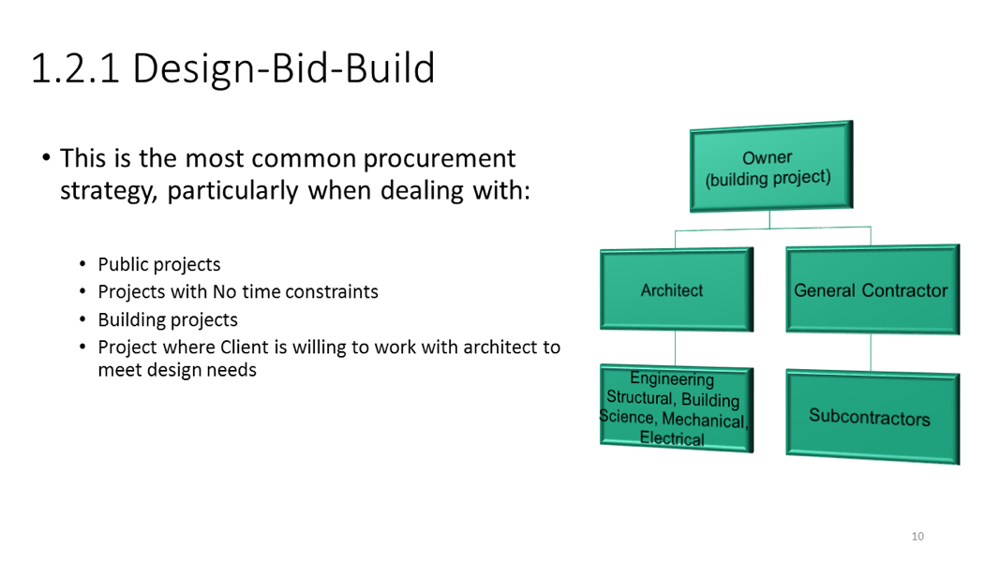 1.2.1 Design-Bid-Build
• This is the most common procurement
strategy, particularly when dealing with:
• Public projects
• Projects with No time constraints
• Building projects
• Project where Client is willing to work with architect to
meet design needs
Owner
(building project)
Architect
General Contractor
Engineering
Structural, Building
Science, Mechanical,
Electrical
Subcontractors
10